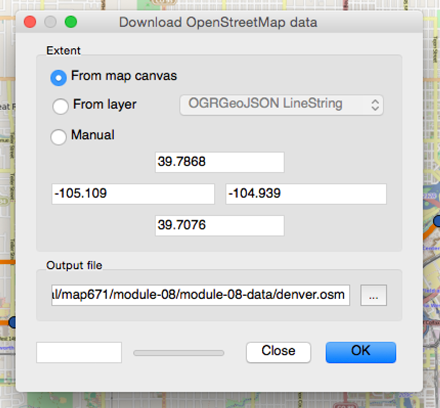 Download OpenStreetMap data
Extent
From map canvas
From layer
OGRGeoJSON LineString
Manual
39.7868
-105.109
-104.939
39.7076
Output file
al/map671/module-08/module-08-data/denver.osm
...
Close
OK